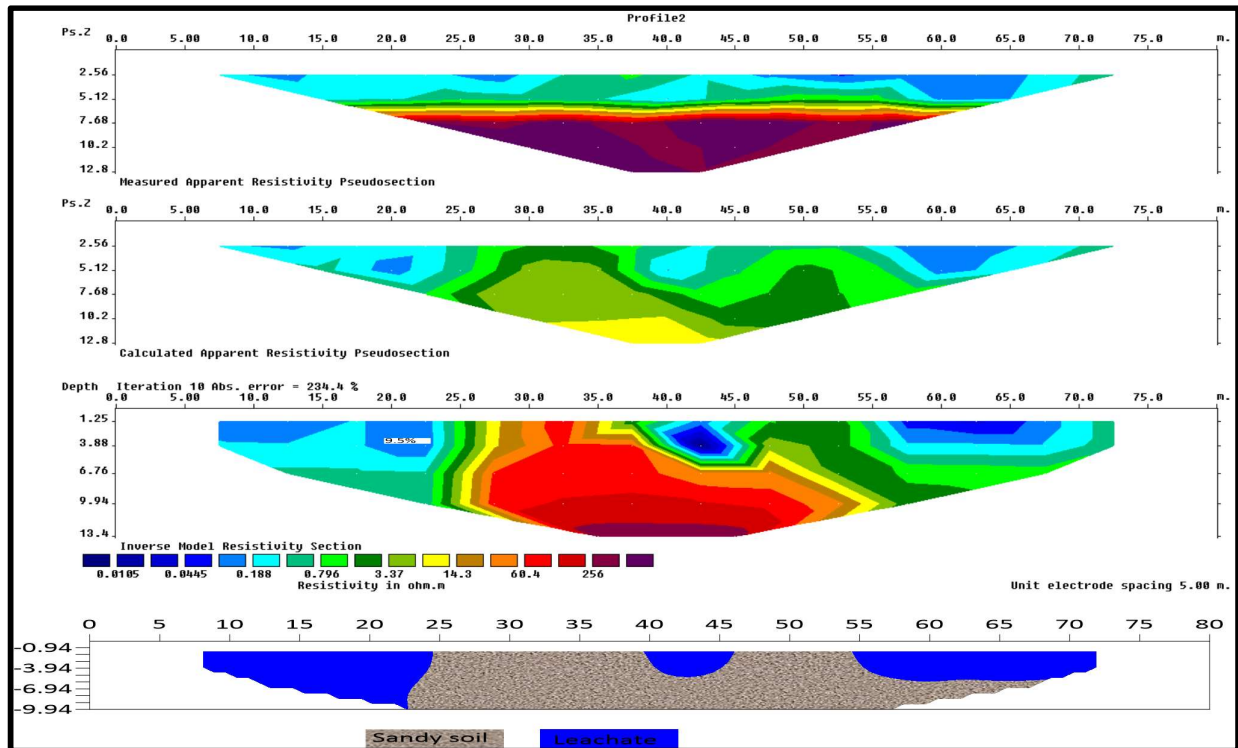 Profile2
Ps.Z 0.0 5.00 10.0 15.0 20.0 25.0 30.0 35.0 40.0 45.0 50.0 55.0 60.0 65.0 70.0 75.0 m.
2.56
5.12
7.68
10.2
12.8
Measured Apparent Resistivity Pseudosection
Ps.Z 0.0 5.00 10.0 15.0 20.0 25.0 30.0 35.0 40.0 45.0 50.0 55.0 60.0 65.0 70.0 75.0 m.
2.56
5.12
7.68
10.2
12.8
Calculated Apparent Resistivity Pseudosection
Depth Iteration 10 Abs. error = 234.4 %
0.0 5.00 10.0 15.0 20.0 25.0 30.0 35.0 40.0 45.0 50.0 55.0 60.0 65.0 70.0 75.0 m.
1.25
3.88 9.5%
6.76
9.94
13.4
Inverse Model Resistivity Section
0.0105 0.0445 0.188 0.796 3.37 14.3 60.4 256
Resistivity in ohm.m Unit electrode spacing 5.00 m.
0 5 10 15 20 25 30 35 40 45 50 55 60 65 70 75 80
-0.94
-3.94
-6.94
-9.94
Sandy soil Leachate